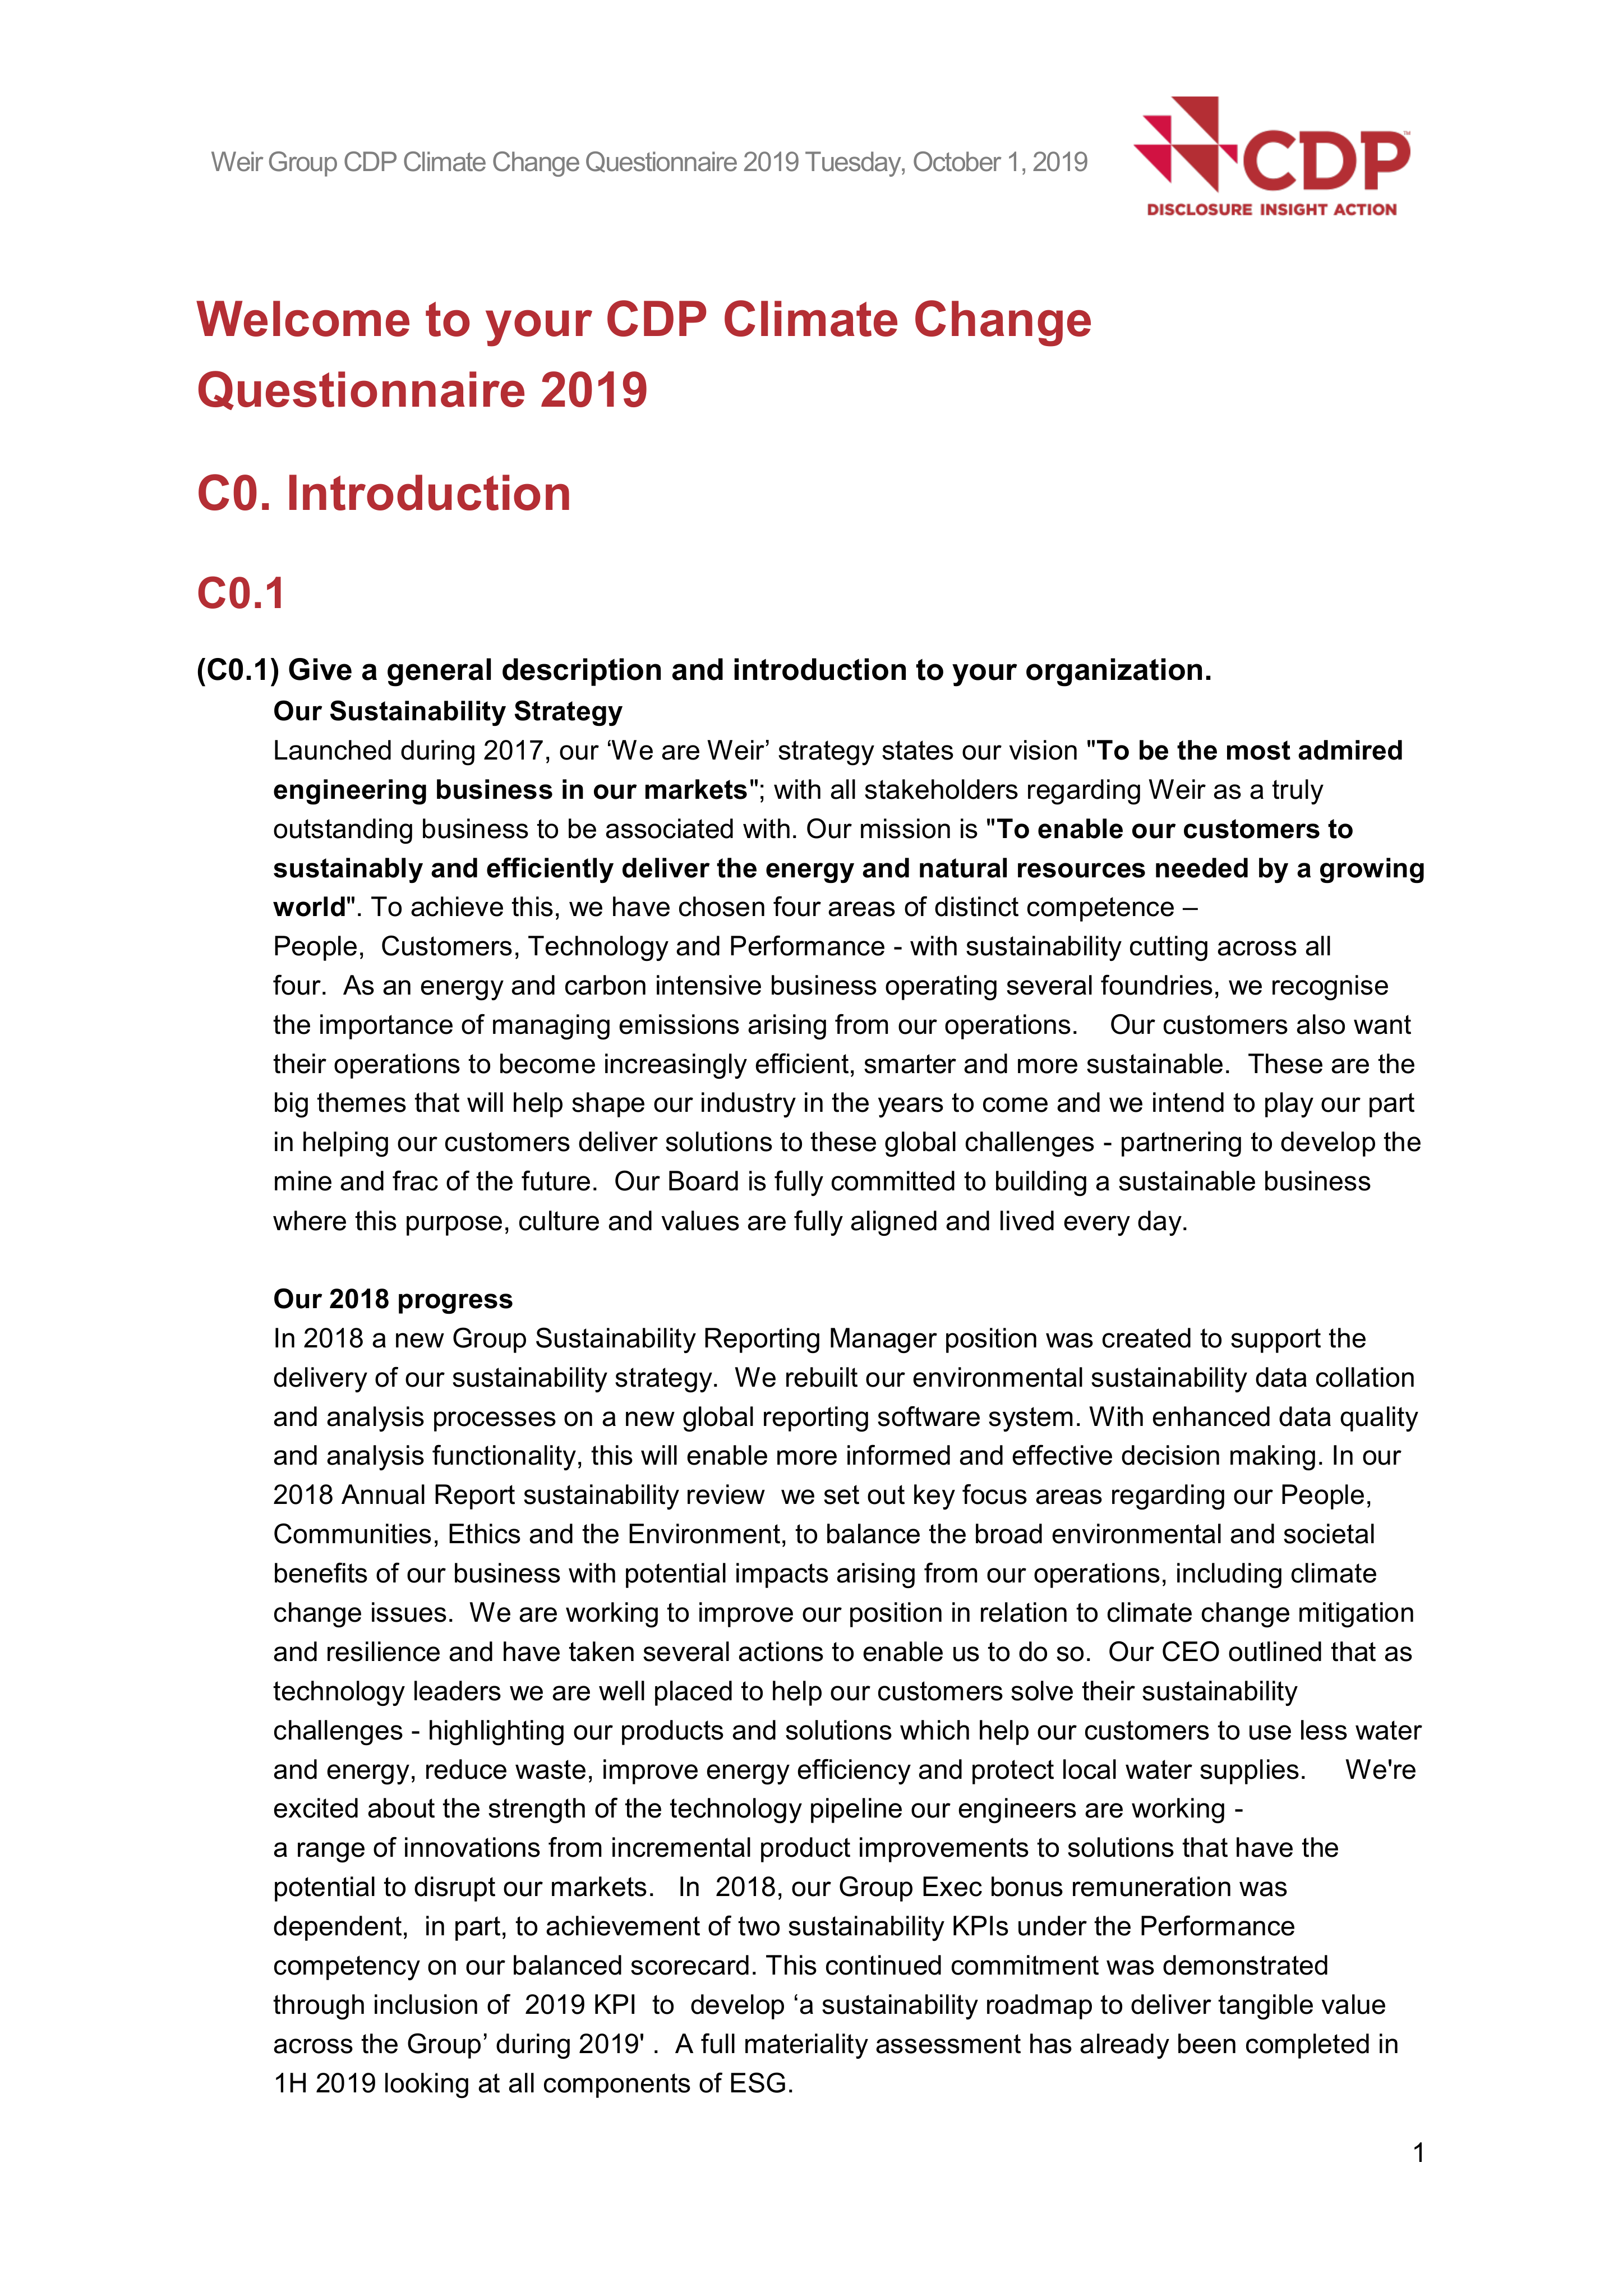 Weir Group CDP Climate Change Questionnaire 2019 Tuesday, October 1, 2019
CDP™
DISCLOSURE INSIGHT ACTION
Welcome to your CDP Climate Change
Questionnaire 2019
C0. Introduction
C0.1
(C0.1) Give a general description and introduction to your organization.
Our Sustainability Strategy
Launched during 2017, our ‘We are Weir’ strategy states our vision "To be the most admired
engineering business in our markets"; with all stakeholders regarding Weir as a truly
outstanding business to be associated with. Our mission is "To enable our customers to
sustainably and efficiently deliver the energy and natural resources needed by a growing
world". To achieve this, we have chosen four areas of distinct competence –
People,  Customers, Technology and Performance - with sustainability cutting across all
four.  As an energy and carbon intensive business operating several foundries, we recognise
the importance of managing emissions arising from our operations.    Our customers also want
their operations to become increasingly efficient, smarter and more sustainable.  These are the
big themes that will help shape our industry in the years to come and we intend to play our part
in helping our customers deliver solutions to these global challenges - partnering to develop the
mine and frac of the future.  Our Board is fully committed to building a sustainable business
where this purpose, culture and values are fully aligned and lived every day.
Our 2018 progress
In 2018 a new Group Sustainability Reporting Manager position was created to support the
delivery of our sustainability strategy.  We rebuilt our environmental sustainability data collation
and analysis processes on a new global reporting software system. With enhanced data quality
and analysis functionality, this will enable more informed and effective decision making. In our
2018 Annual Report sustainability review  we set out key focus areas regarding our People,
Communities, Ethics and the Environment, to balance the broad environmental and societal
benefits of our business with potential impacts arising from our operations, including climate
change issues.  We are working to improve our position in relation to climate change mitigation
and resilience and have taken several actions to enable us to do so.  Our CEO outlined that as
technology leaders we are well placed to help our customers solve their sustainability
challenges - highlighting our products and solutions which help our customers to use less water
and energy, reduce waste, improve energy efficiency and protect local water supplies.    We're
excited about the strength of the technology pipeline our engineers are working -
a range of innovations from incremental product improvements to solutions that have the
potential to disrupt our markets.   In  2018, our Group Exec bonus remuneration was
dependent,  in part, to achievement of two sustainability KPIs under the Performance
competency on our balanced scorecard. This continued commitment was demonstrated
through inclusion of  2019 KPI  to  develop ‘a sustainability roadmap to deliver tangible value
across the Group’ during 2019' .  A full materiality assessment has already been completed in
1H 2019 looking at all components of ESG.
1